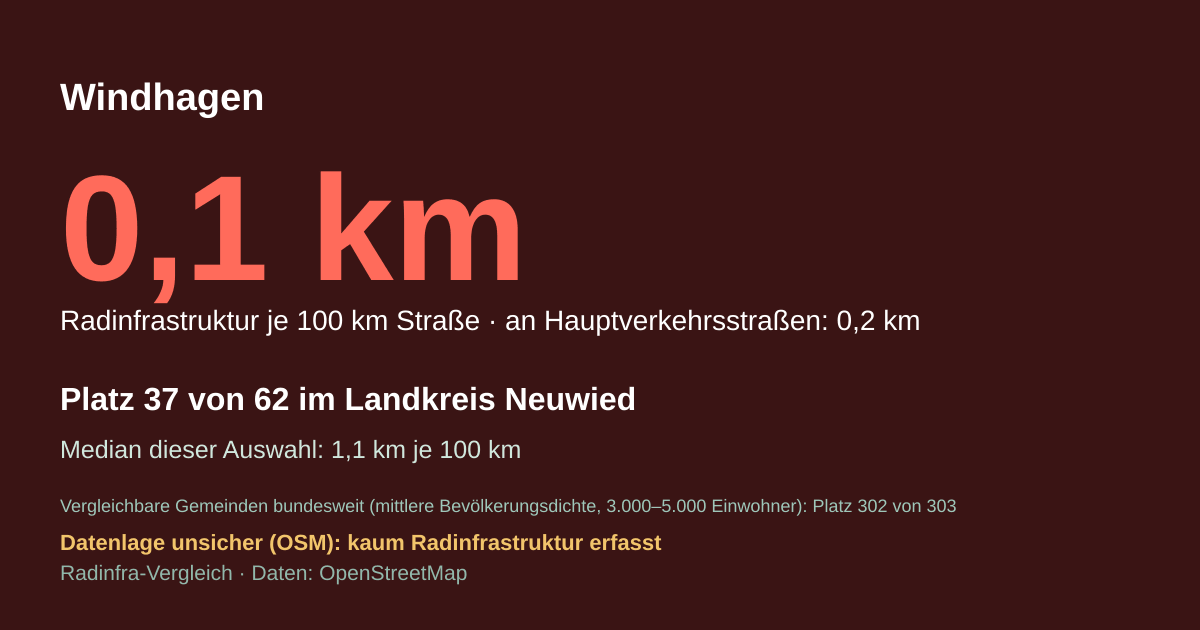 Windhagen
0,1 km
Radinfrastruktur je 100 km Straße · an Hauptverkehrsstraßen: 0,2 km
Platz 37 von 62 im Landkreis Neuwied
Median dieser Auswahl: 1,1 km je 100 km
Vergleichbare Gemeinden bundesweit (mittlere Bevölkerungsdichte, 3.000–5.000 Einwohner): Platz 302 von 303
Datenlage unsicher (OSM): kaum Radinfrastruktur erfasst
Radinfra-Vergleich · Daten: OpenStreetMap